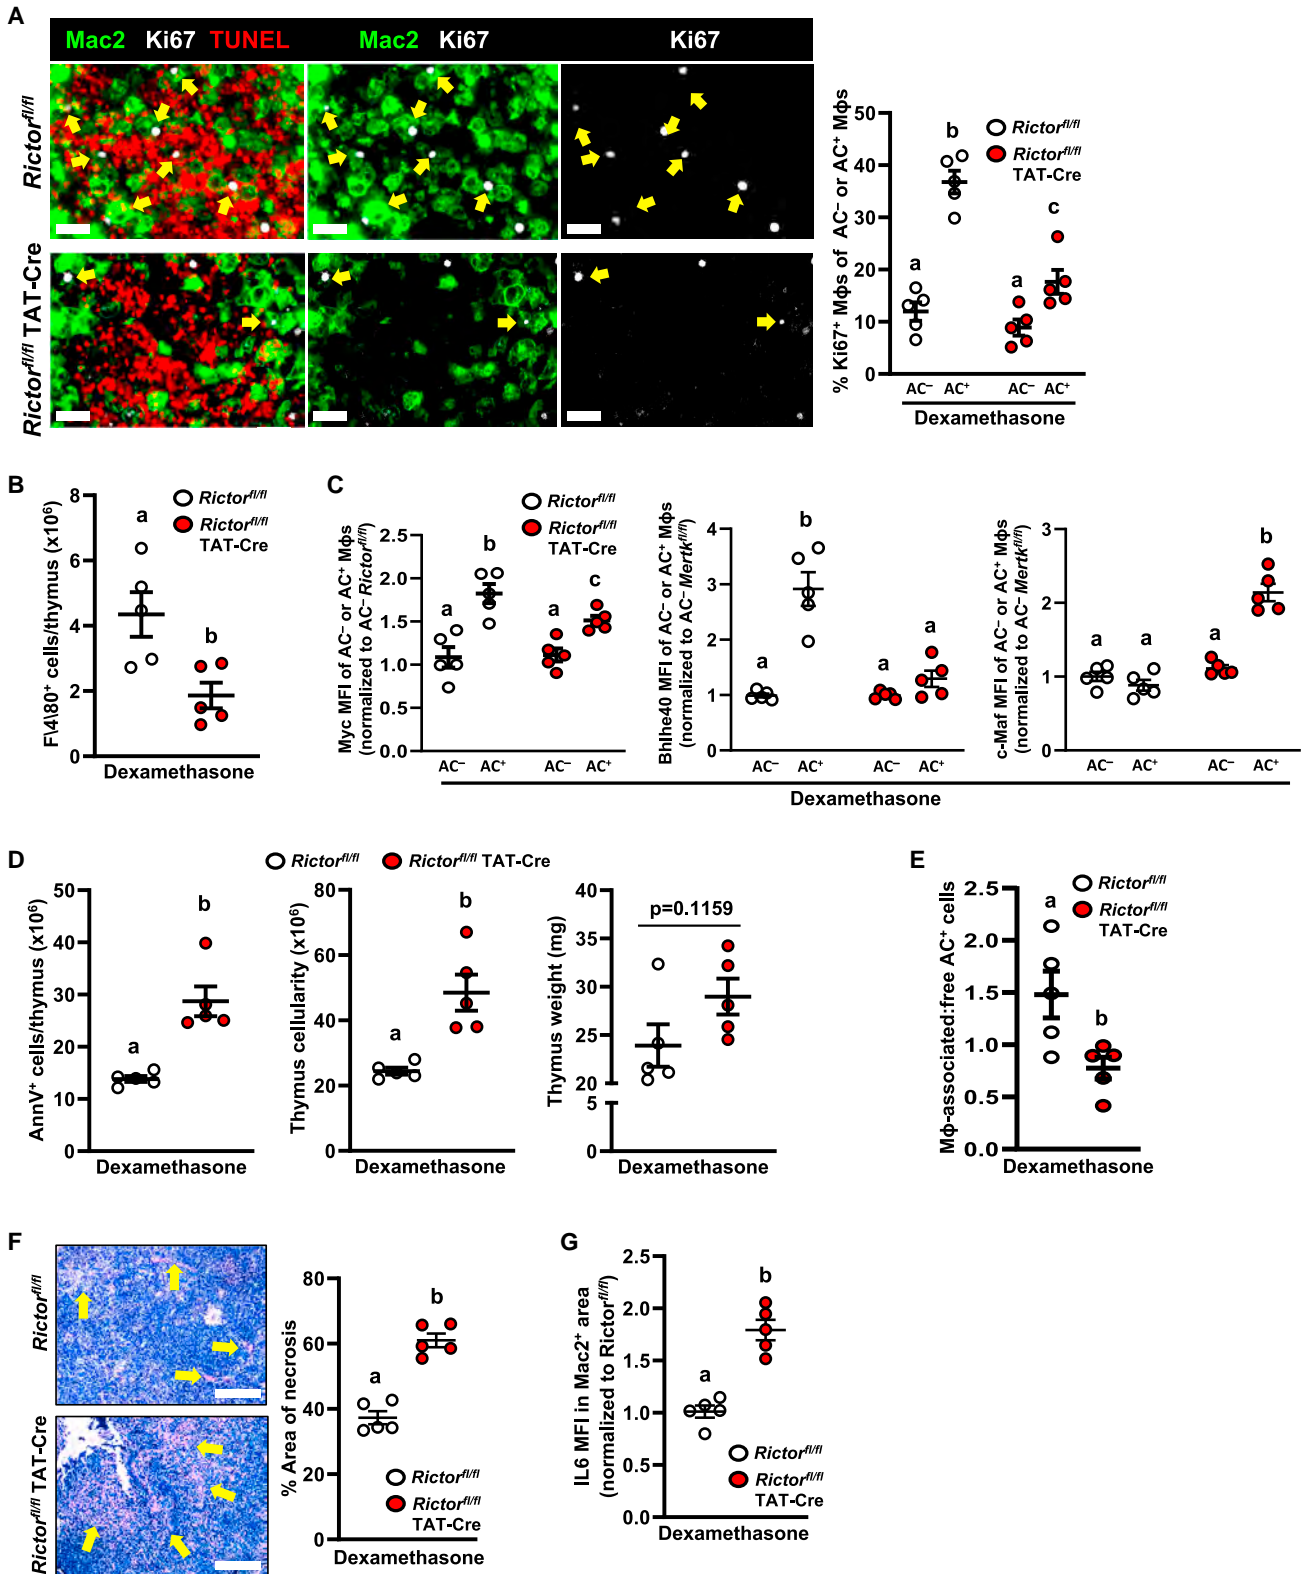 A
Mac2 Ki67 TUNEL
Mac2 Ki67
Ki67
Rictorfl/fl
Rictorfl/fl TAT-Cre
% Ki67+ Mϕs of AC– or AC+ Mϕs
50
40
30
20
10
0
a
b
a
c
Rictorfl/fl
Rictorfl/fl
TAT-Cre
AC– AC+ AC– AC+
Dexamethasone
B
F\4\80+ cells/thymus (x10⁶)
8
6
4
2
0
a
b
Rictorfl/fl
Rictorfl/fl
TAT-Cre
Dexamethasone
C
Rictorfl/fl
Rictorfl/fl
TAT-Cre
Myc MFI of AC– or AC+ Mϕs
(normalized to AC– Rictorfl/fl)
2.5
2.0
1.5
1.0
0.5
0.0
a
b
a
c
AC– AC+ AC– AC+
Bhlhe40 MFI of AC– or AC+ Mϕs
(normalized to AC– Mertkfl/fl)
4
3
2
1
0
a
b
a
a
AC– AC+ AC– AC+
c-Maf MFI of AC– or AC+ Mϕs
(normalized to AC– Mertkfl/fl)
3
2
1
0
a
a
a
b
AC– AC+ AC– AC+
Dexamethasone
D
Rictorfl/fl Rictorfl/fl TAT-Cre
AnnV+ cells/thymus (x10⁶)
50
40
30
20
10
0
a
b
Dexamethasone
Thymus cellularity (x10⁶)
80
60
40
20
0
a
b
Dexamethasone
Thymus weight (mg)
40
35
30
25
20
5
0
p=0.1159
Dexamethasone
E
Mϕ-associated:free AC+ cells
2.5
2.0
1.5
1.0
0.5
0.0
a
b
Rictorfl/fl
Rictorfl/fl
TAT-Cre
Dexamethasone
F
Rictorfl/fl
Rictorfl/fl TAT-Cre
% Area of necrosis
80
60
40
20
0
a
b
Rictorfl/fl
Rictorfl/fl
TAT-Cre
Dexamethasone
G
IL6 MFI in Mac2+ area
(normalized to Rictorfl/fl)
2.5
2.0
1.5
1.0
0.5
0.0
a
b
Rictorfl/fl
Rictorfl/fl
TAT-Cre
Dexamethasone